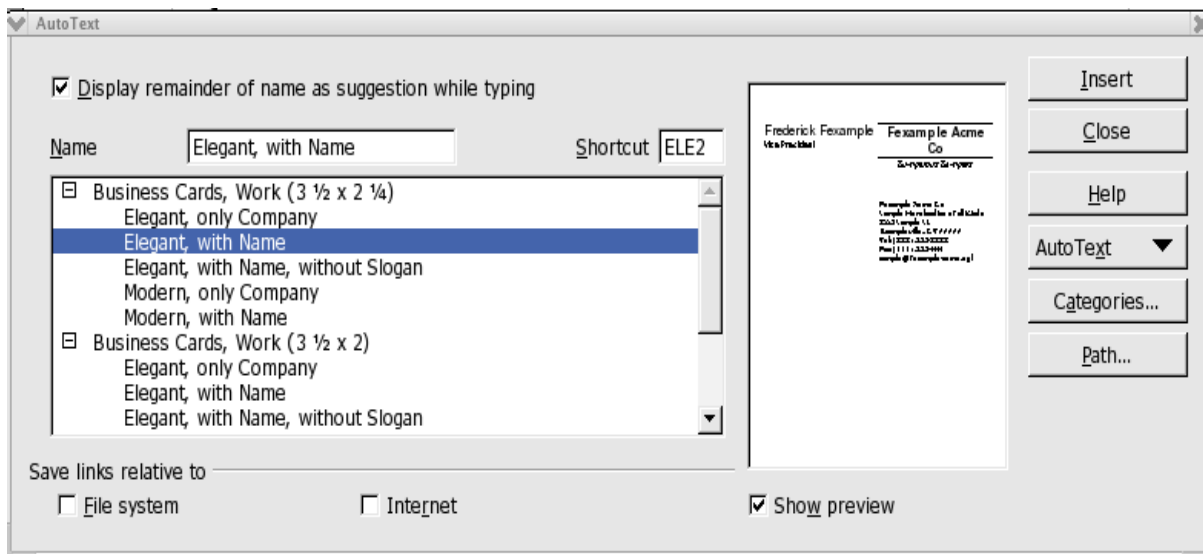 AutoText
Display remainder of name as suggestion while typing
Name Elegant, with Name Shortcut ELE2
Business Cards, Work (3 ½ x 2 ¼)
Elegant, only Company
Elegant, with Name
Elegant, with Name, without Slogan
Modern, only Company
Modern, with Name
Business Cards, Work (3 ½ x 2)
Elegant, only Company
Elegant, with Name
Elegant, with Name, without Slogan
Save links relative to
File system Internet
Frederick Fexample
Vice President
Fexample Acme
Co
Show preview
Insert
Close
Help
AutoText
Categories...
Path...